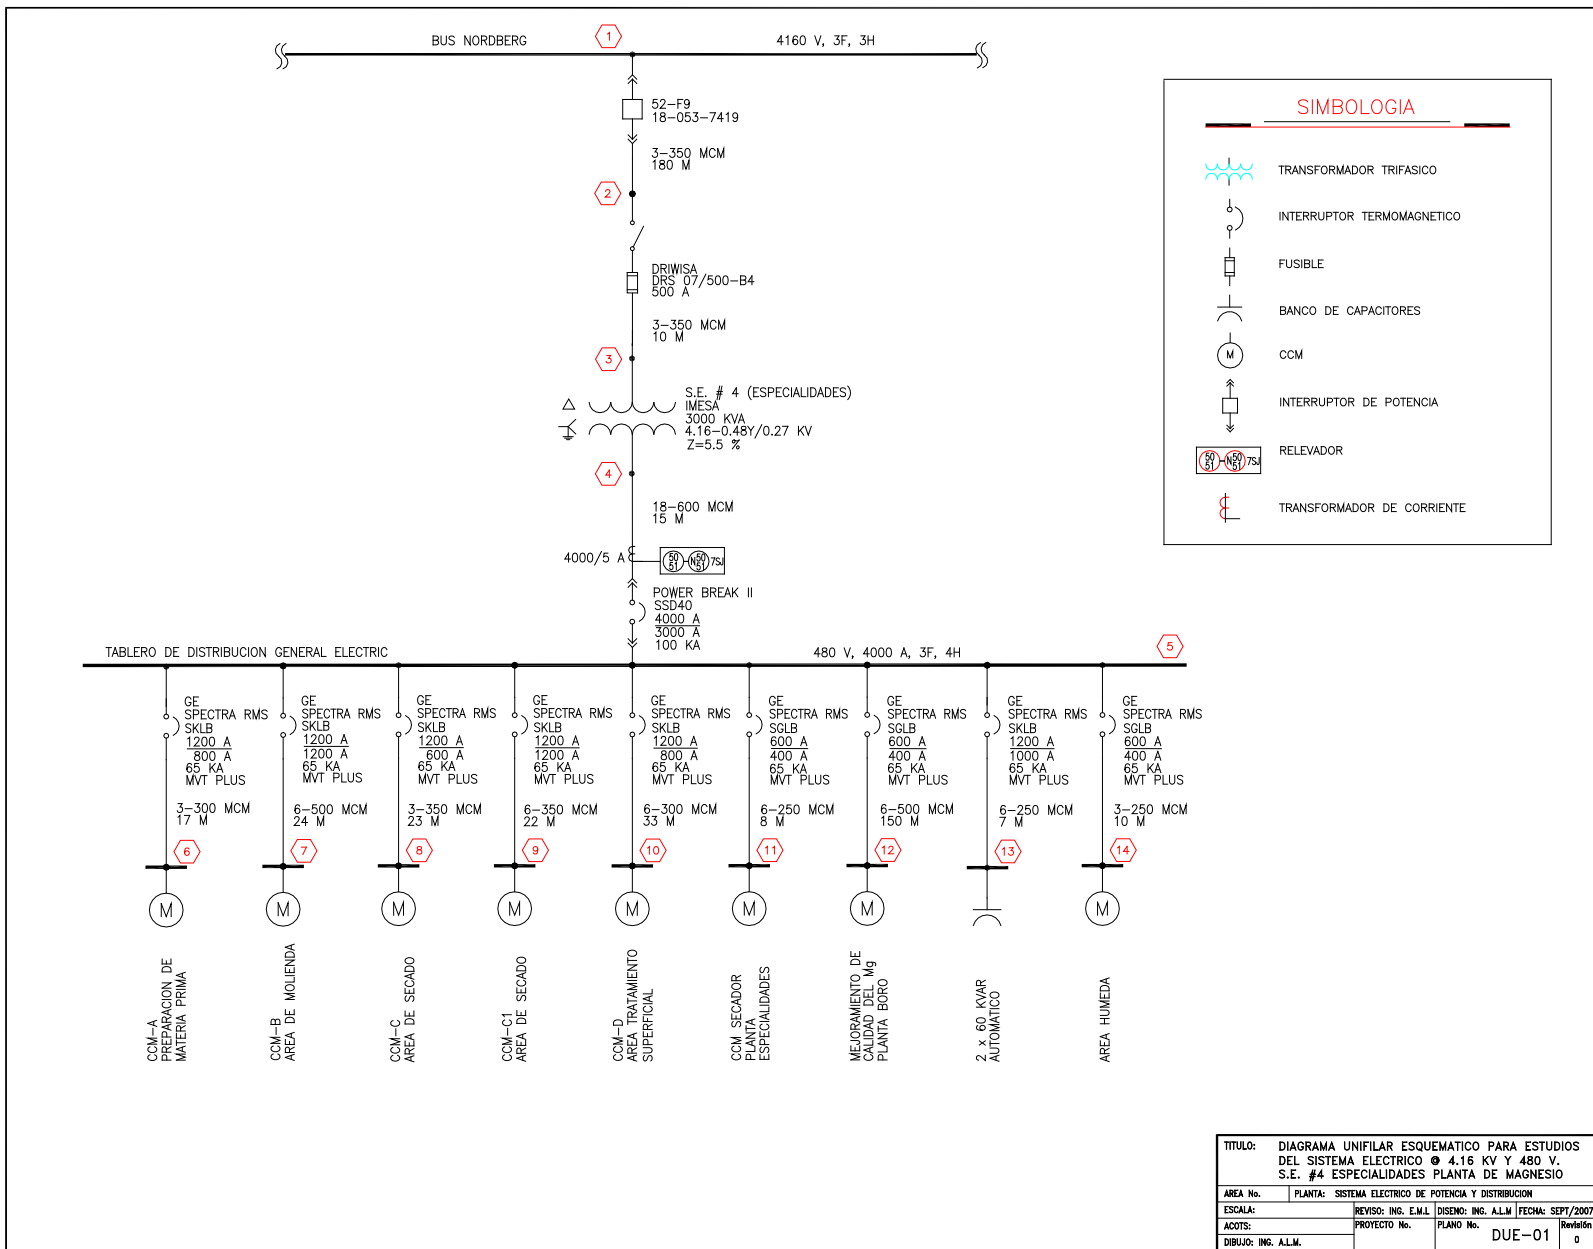 BUS NORDBERG
1
4160 V, 3F, 3H
52-F9
18-053-7419
3-350 MCM
180 M
2
DRIWISA
DRS 07/500-B4
500 A
3-350 MCM
10 M
3
S.E. # 4 (ESPECIALIDADES)
IMESA
3000 KVA
4.16-0.48Y/0.27 KV
Z=5.5 %
4
18-600 MCM
15 M
4000/5 A
50
51
N
50
51
7SJ
POWER BREAK II
SSD40
4000 A
3000 A
100 KA
TABLERO DE DISTRIBUCION GENERAL ELECTRIC
480 V, 4000 A, 3F, 4H
5
GE
SPECTRA RMS
SKLB
1200 A
800 A
65 KA
MVT PLUS
3-300 MCM
17 M
6
M
CCM-A
PREPARACION DE
MATERIA PRIMA
GE
SPECTRA RMS
SKLB
1200 A
1200 A
65 KA
MVT PLUS
6-500 MCM
24 M
7
M
CCM-B
AREA DE MOLIENDA
GE
SPECTRA RMS
SKLB
1200 A
600 A
65 KA
MVT PLUS
3-350 MCM
23 M
8
M
CCM-C
AREA DE SECADO
GE
SPECTRA RMS
SKLB
1200 A
1200 A
65 KA
MVT PLUS
6-350 MCM
22 M
9
M
CCM-C1
AREA DE SECADO
GE
SPECTRA RMS
SKLB
1200 A
800 A
65 KA
MVT PLUS
6-300 MCM
33 M
10
M
CCM-D
AREA TRATAMIENTO
SUPERFICIAL
GE
SPECTRA RMS
SGLB
600 A
400 A
65 KA
MVT PLUS
6-250 MCM
8 M
11
M
CCM SECADOR
PLANTA
ESPECIALIDADES
GE
SPECTRA RMS
SGLB
600 A
400 A
65 KA
MVT PLUS
6-500 MCM
150 M
12
M
MEJORAMIENTO DE
CALIDAD DEL Mg
PLANTA BORO
GE
SPECTRA RMS
SKLB
1200 A
1000 A
65 KA
MVT PLUS
6-250 MCM
7 M
13
2 x 60 KVAR
AUTOMATICO
GE
SPECTRA RMS
SGLB
600 A
400 A
65 KA
MVT PLUS
3-250 MCM
10 M
14
M
AREA HUMEDA
SIMBOLOGIA
TRANSFORMADOR TRIFASICO
INTERRUPTOR TERMOMAGNETICO
FUSIBLE
BANCO DE CAPACITORES
M
CCM
INTERRUPTOR DE POTENCIA
RELEVADOR
50
51
N
50
51
7SJ
TRANSFORMADOR DE CORRIENTE
TITULO: DIAGRAMA UNIFILAR ESQUEMATICO PARA ESTUDIOS
DEL SISTEMA ELECTRICO @ 4.16 KV Y 480 V.
S.E. #4 ESPECIALIDADES PLANTA DE MAGNESIO
AREA No. PLANTA: SISTEMA ELECTRICO DE POTENCIA Y DISTRIBUCION
ESCALA: REVISO: ING. E.M.L DISENO: ING. A.L.M FECHA: SEPT/2007
ACOTS: PROYECTO No. PLANO No. DUE-01 Revisión 0
DIBUJO: ING. A.L.M.